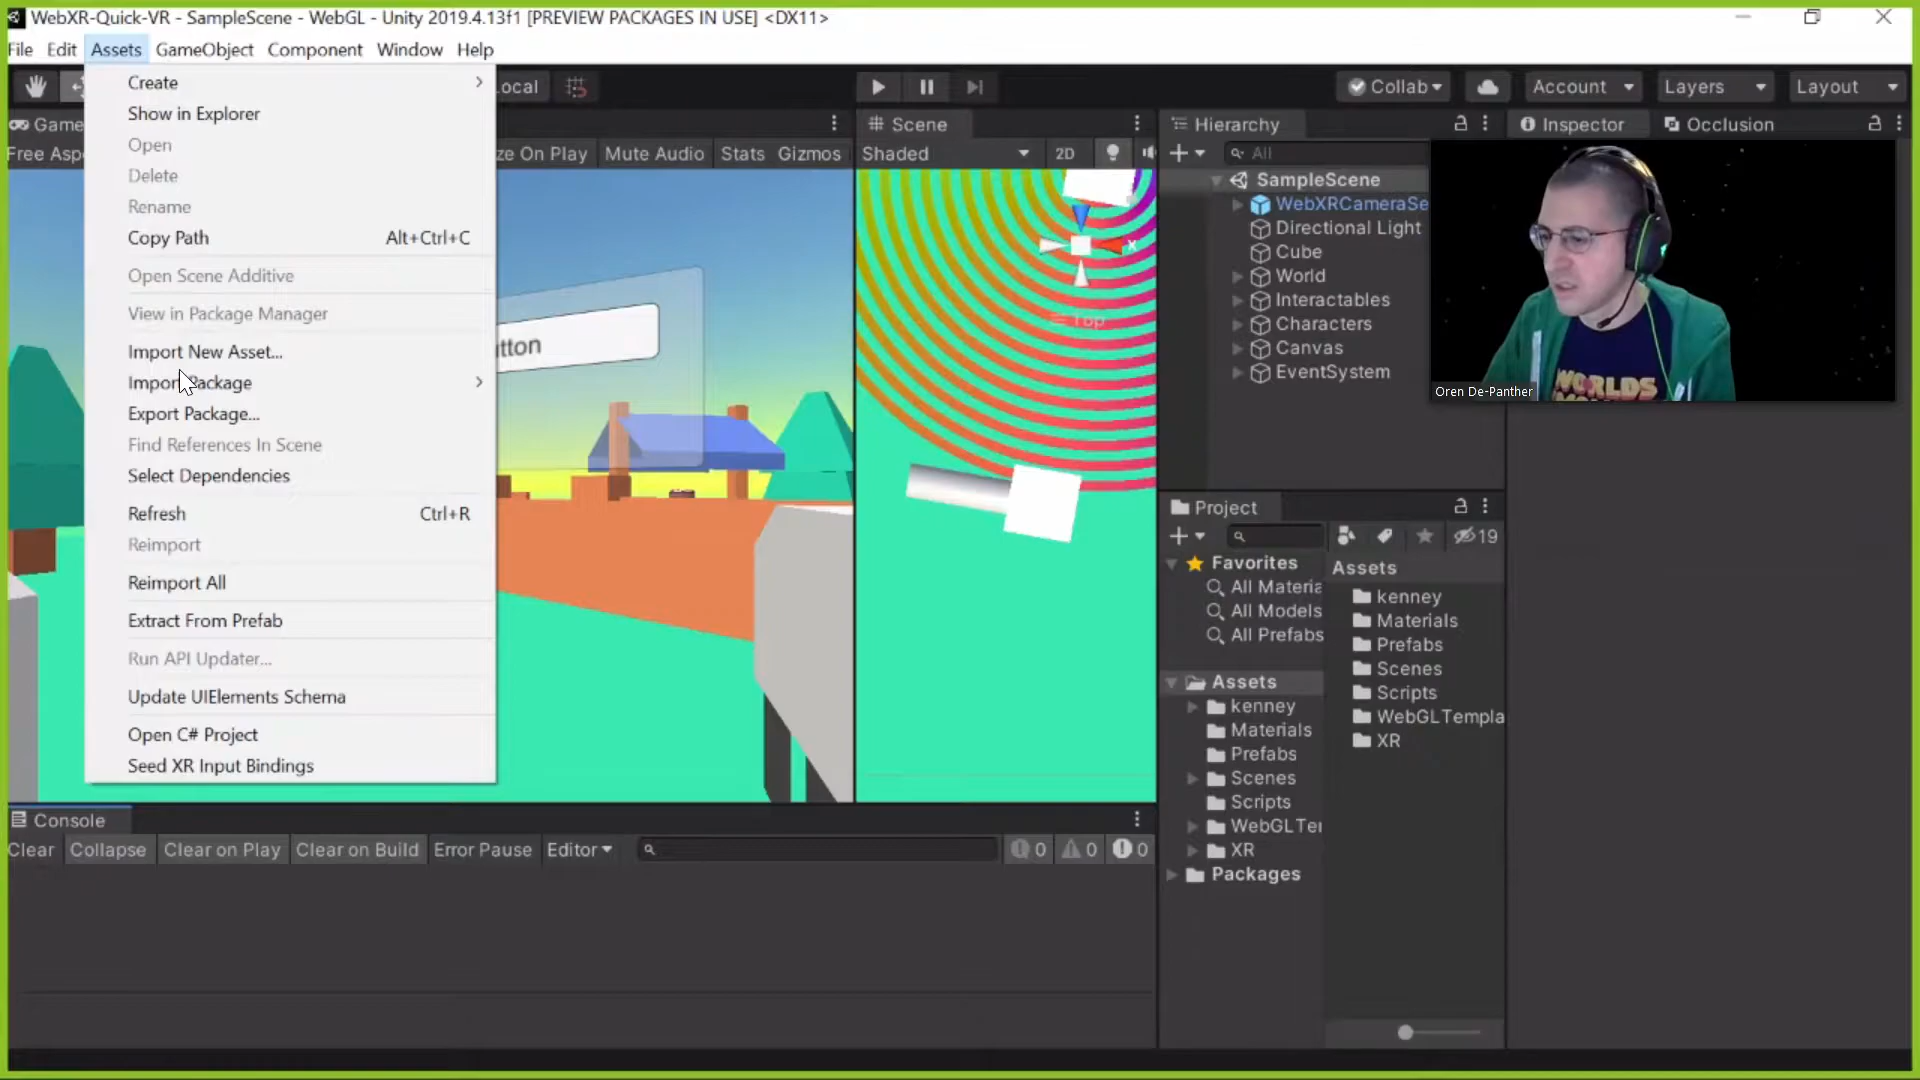 WebXR-Quick-VR - SampleScene - WebGL - Unity 2019.4.13f1 [PREVIEW PACKAGES IN USE] <DX11>
File Edit Assets GameObject Component Window Help
Create
Show in Explorer
Open
Delete
Rename
Copy Path Alt+Ctrl+C
Open Scene Additive
View in Package Manager
Import New Asset...
Import Package
Export Package...
Find References In Scene
Select Dependencies
Refresh Ctrl+R
Reimport
Reimport All
Extract From Prefab
Run API Updater...
Update UIElements Schema
Open C# Project
Seed XR Input Bindings
ocal
Collab Account Layers Layout
Game
Free Asp
ze On Play Mute Audio Stats Gizmos
tton
Scene
Shaded 2D
x
Top
Hierarchy
All
SampleScene
WebXRCameraSe
Directional Light
Cube
World
Interactables
Characters
Canvas
EventSystem
Inspector Occlusion
WORLDS
Oren De-Panther
Project
19
Favorites
All Materia
All Models
All Prefabs
Assets
kenney
Materials
Prefabs
Scenes
Scripts
WebGLTer
XR
Packages
Assets
kenney
Materials
Prefabs
Scenes
Scripts
WebGLTempla
XR
Console
Clear Collapse Clear on Play Clear on Build Error Pause Editor 0 0 0